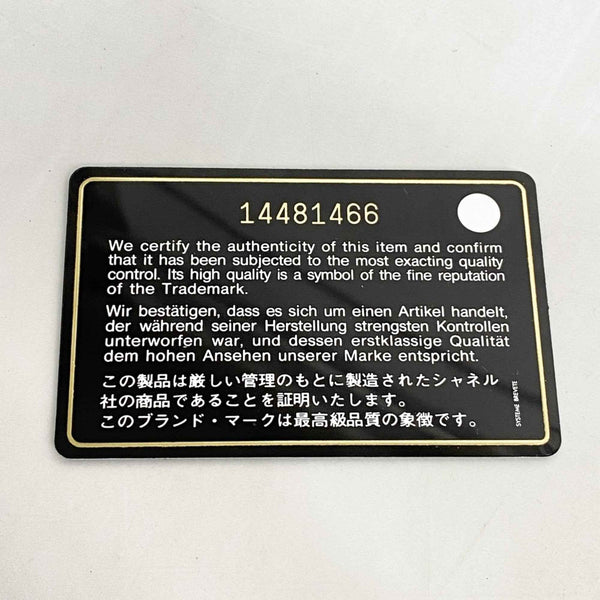 14481466
We certify the authenticity of this item and confirm
that it has been subjected to the most exacting quality
control. Its high quality is a symbol of the fine reputation
of the Trademark.
Wir bestätigen, dass es sich um einen Artikel handelt,
der während seiner Herstellung strengsten Kontrollen
unterworfen war, und dessen erstklassige Qualität
dem hohen Ansehen unserer Marke entspricht.
この製品は厳しい管理のもとに製造されたシャネル
社の商品であることを証明いたします。
このブランド・マークは最高級品質の象徴です。
SYSTEME BREVETE